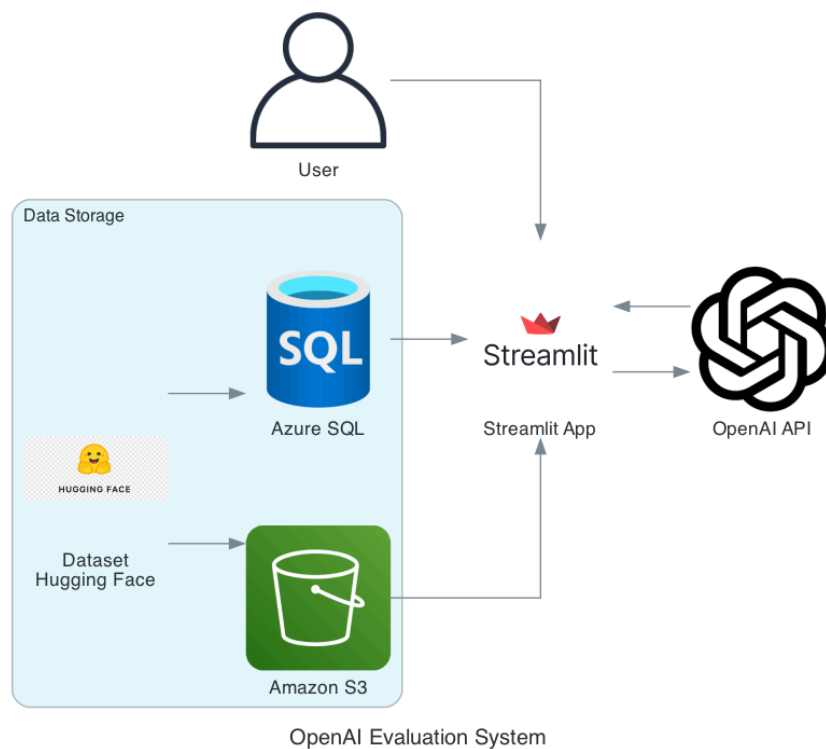 User
Data Storage
SQL
Azure SQL
Streamlit
Streamlit App
OpenAI API
HUGGING FACE
Dataset
Hugging Face
Amazon S3
OpenAI Evaluation System